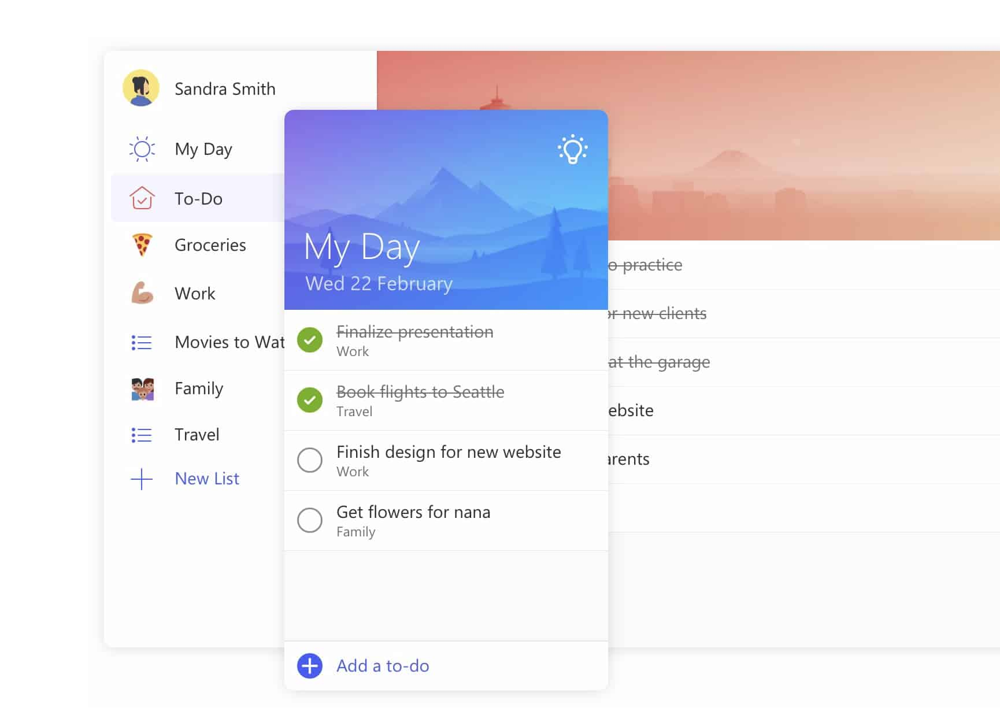 Sandra Smith
My Day
To-Do
Groceries
Work
Movies to Wat
Family
Travel
New List
My Day
Wed 22 February
Finalize presentation
Work
Book flights to Seattle
Travel
Finish design for new website
Work
Get flowers for nana
Family
Add a to-do
o practice
or new clients
at the garage
ebsite
arents